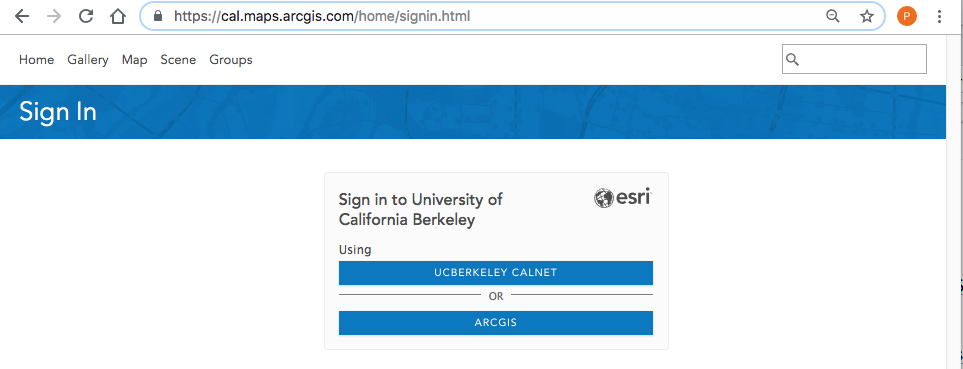 https://cal.maps.arcgis.com/home/signin.html
P
Home Gallery Map Scene Groups
Sign In
Sign in to University of
California Berkeley
esri
Using
UCBERKELEY CALNET
OR
ARCGIS